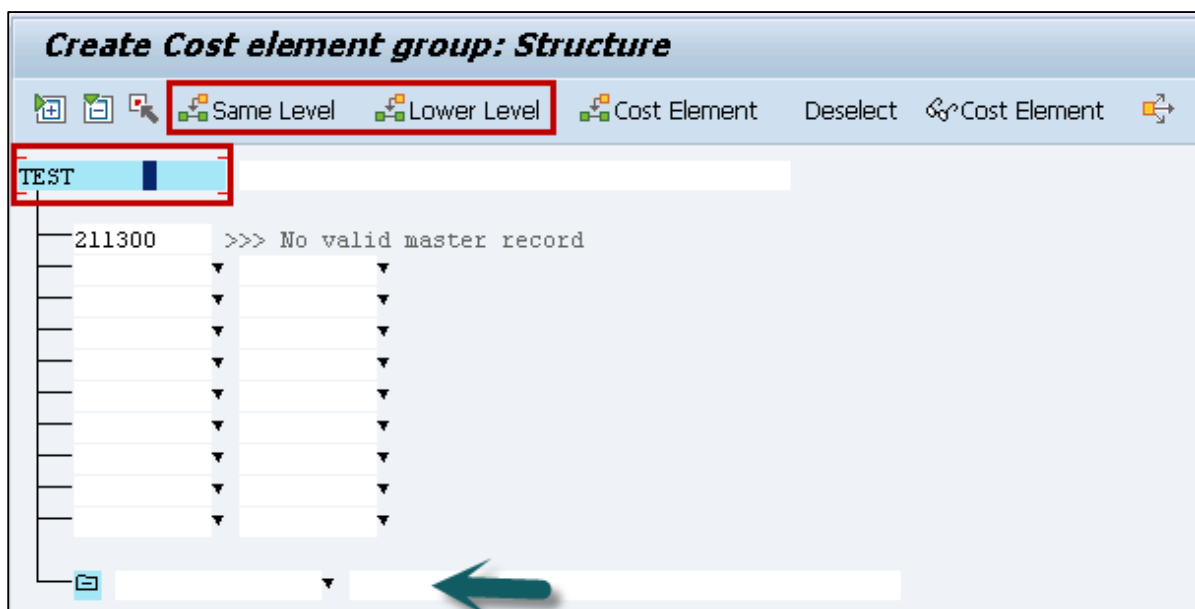 Create Cost element group: Structure
Same Level Lower Level Cost Element Deselect Cost Element
TEST
211300 >>> No valid master record